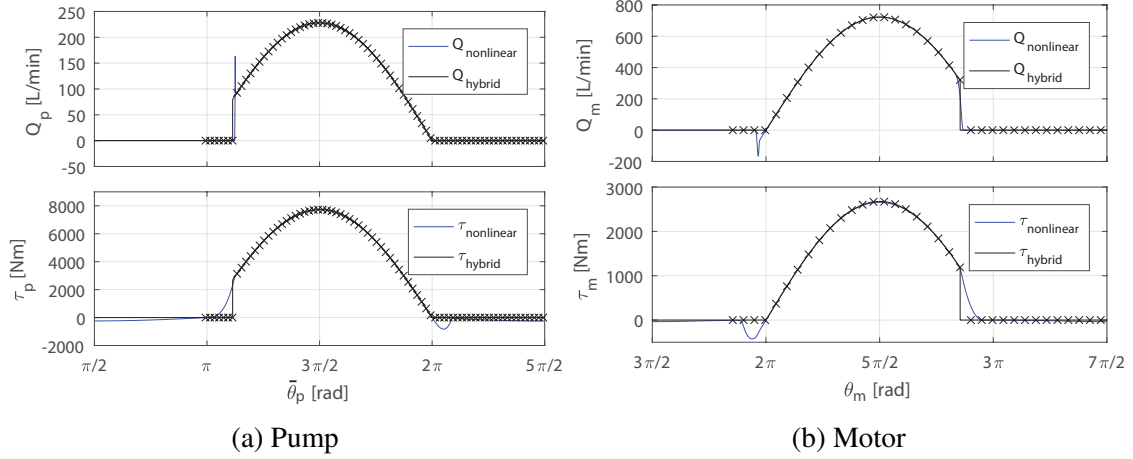 250
200
150
100
50
0
-50
Q_p [L/min]
Q_nonlinear
Q_hybrid
8000
6000
4000
2000
0
-2000
τ_p [Nm]
τ_nonlinear
τ_hybrid
π/2 π 3π/2 2π 5π/2
θ̄_p [rad]
(a) Pump
800
600
400
200
0
-200
Q_m [L/min]
Q_nonlinear
Q_hybrid
3000
2000
1000
0
τ_m [Nm]
τ_nonlinear
τ_hybrid
3π/2 2π 5π/2 3π 7π/2
θ_m [rad]
(b) Motor